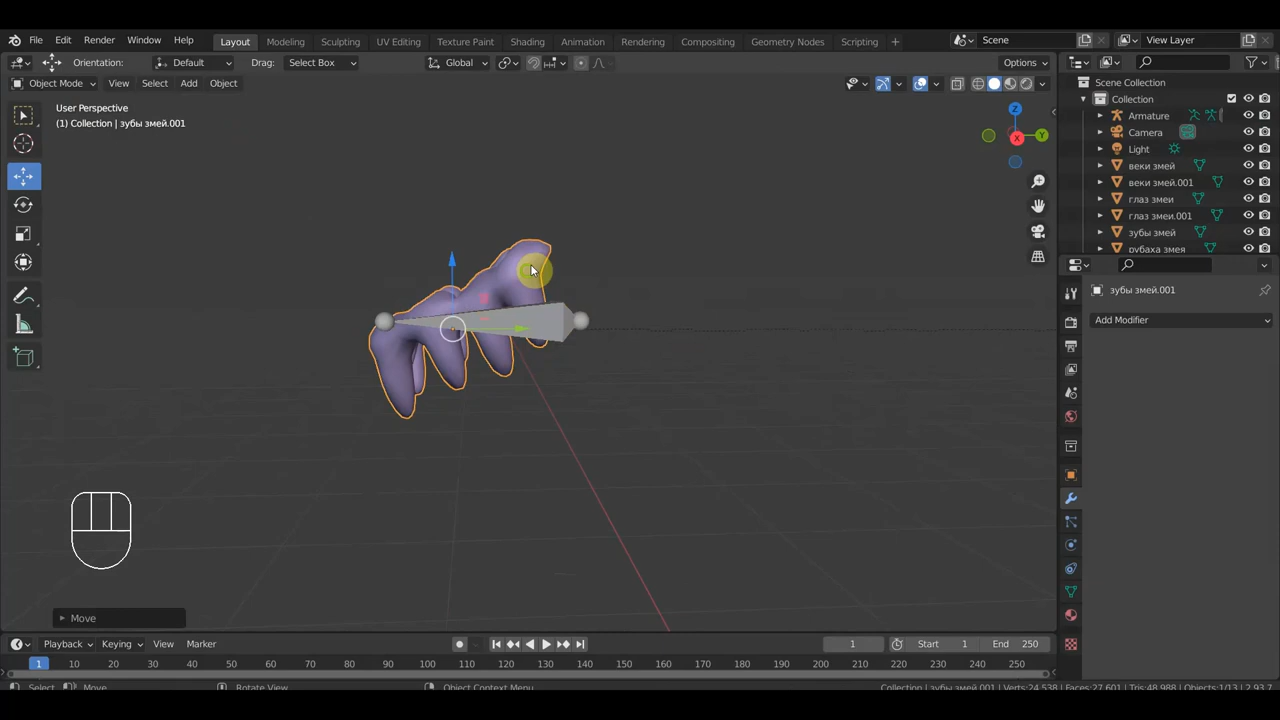 File Edit Render Window Help Layout Modeling Sculpting UV Editing Texture Paint Shading Animation Rendering Compositing Geometry Nodes Scripting + Scene View Layer
Orientation: Default Drag: Select Box Global Options
Object Mode View Select Add Object
User Perspective
(1) Collection | зубы змей.001
Z
Y
X
Scene Collection
Collection
Armature
Camera
Light
веки змей
веки змей.001
глаз змеи
глаз змеи.001
зубы змей
рубаха змея
зубы змей.001
Add Modifier
Move
Playback Keying View Marker 1 Start 1 End 250
1 10 20 30 40 50 60 70 80 90 100 110 120 130 140 150 160 170 180 190 200 210 220 230 240 250
Select Move Rotate View Object Context Menu Collection | зубы змей.001 | Verts:24,538 | Faces:27,601 | Tris:48,988 | Objects:1/13 | 2.93.7